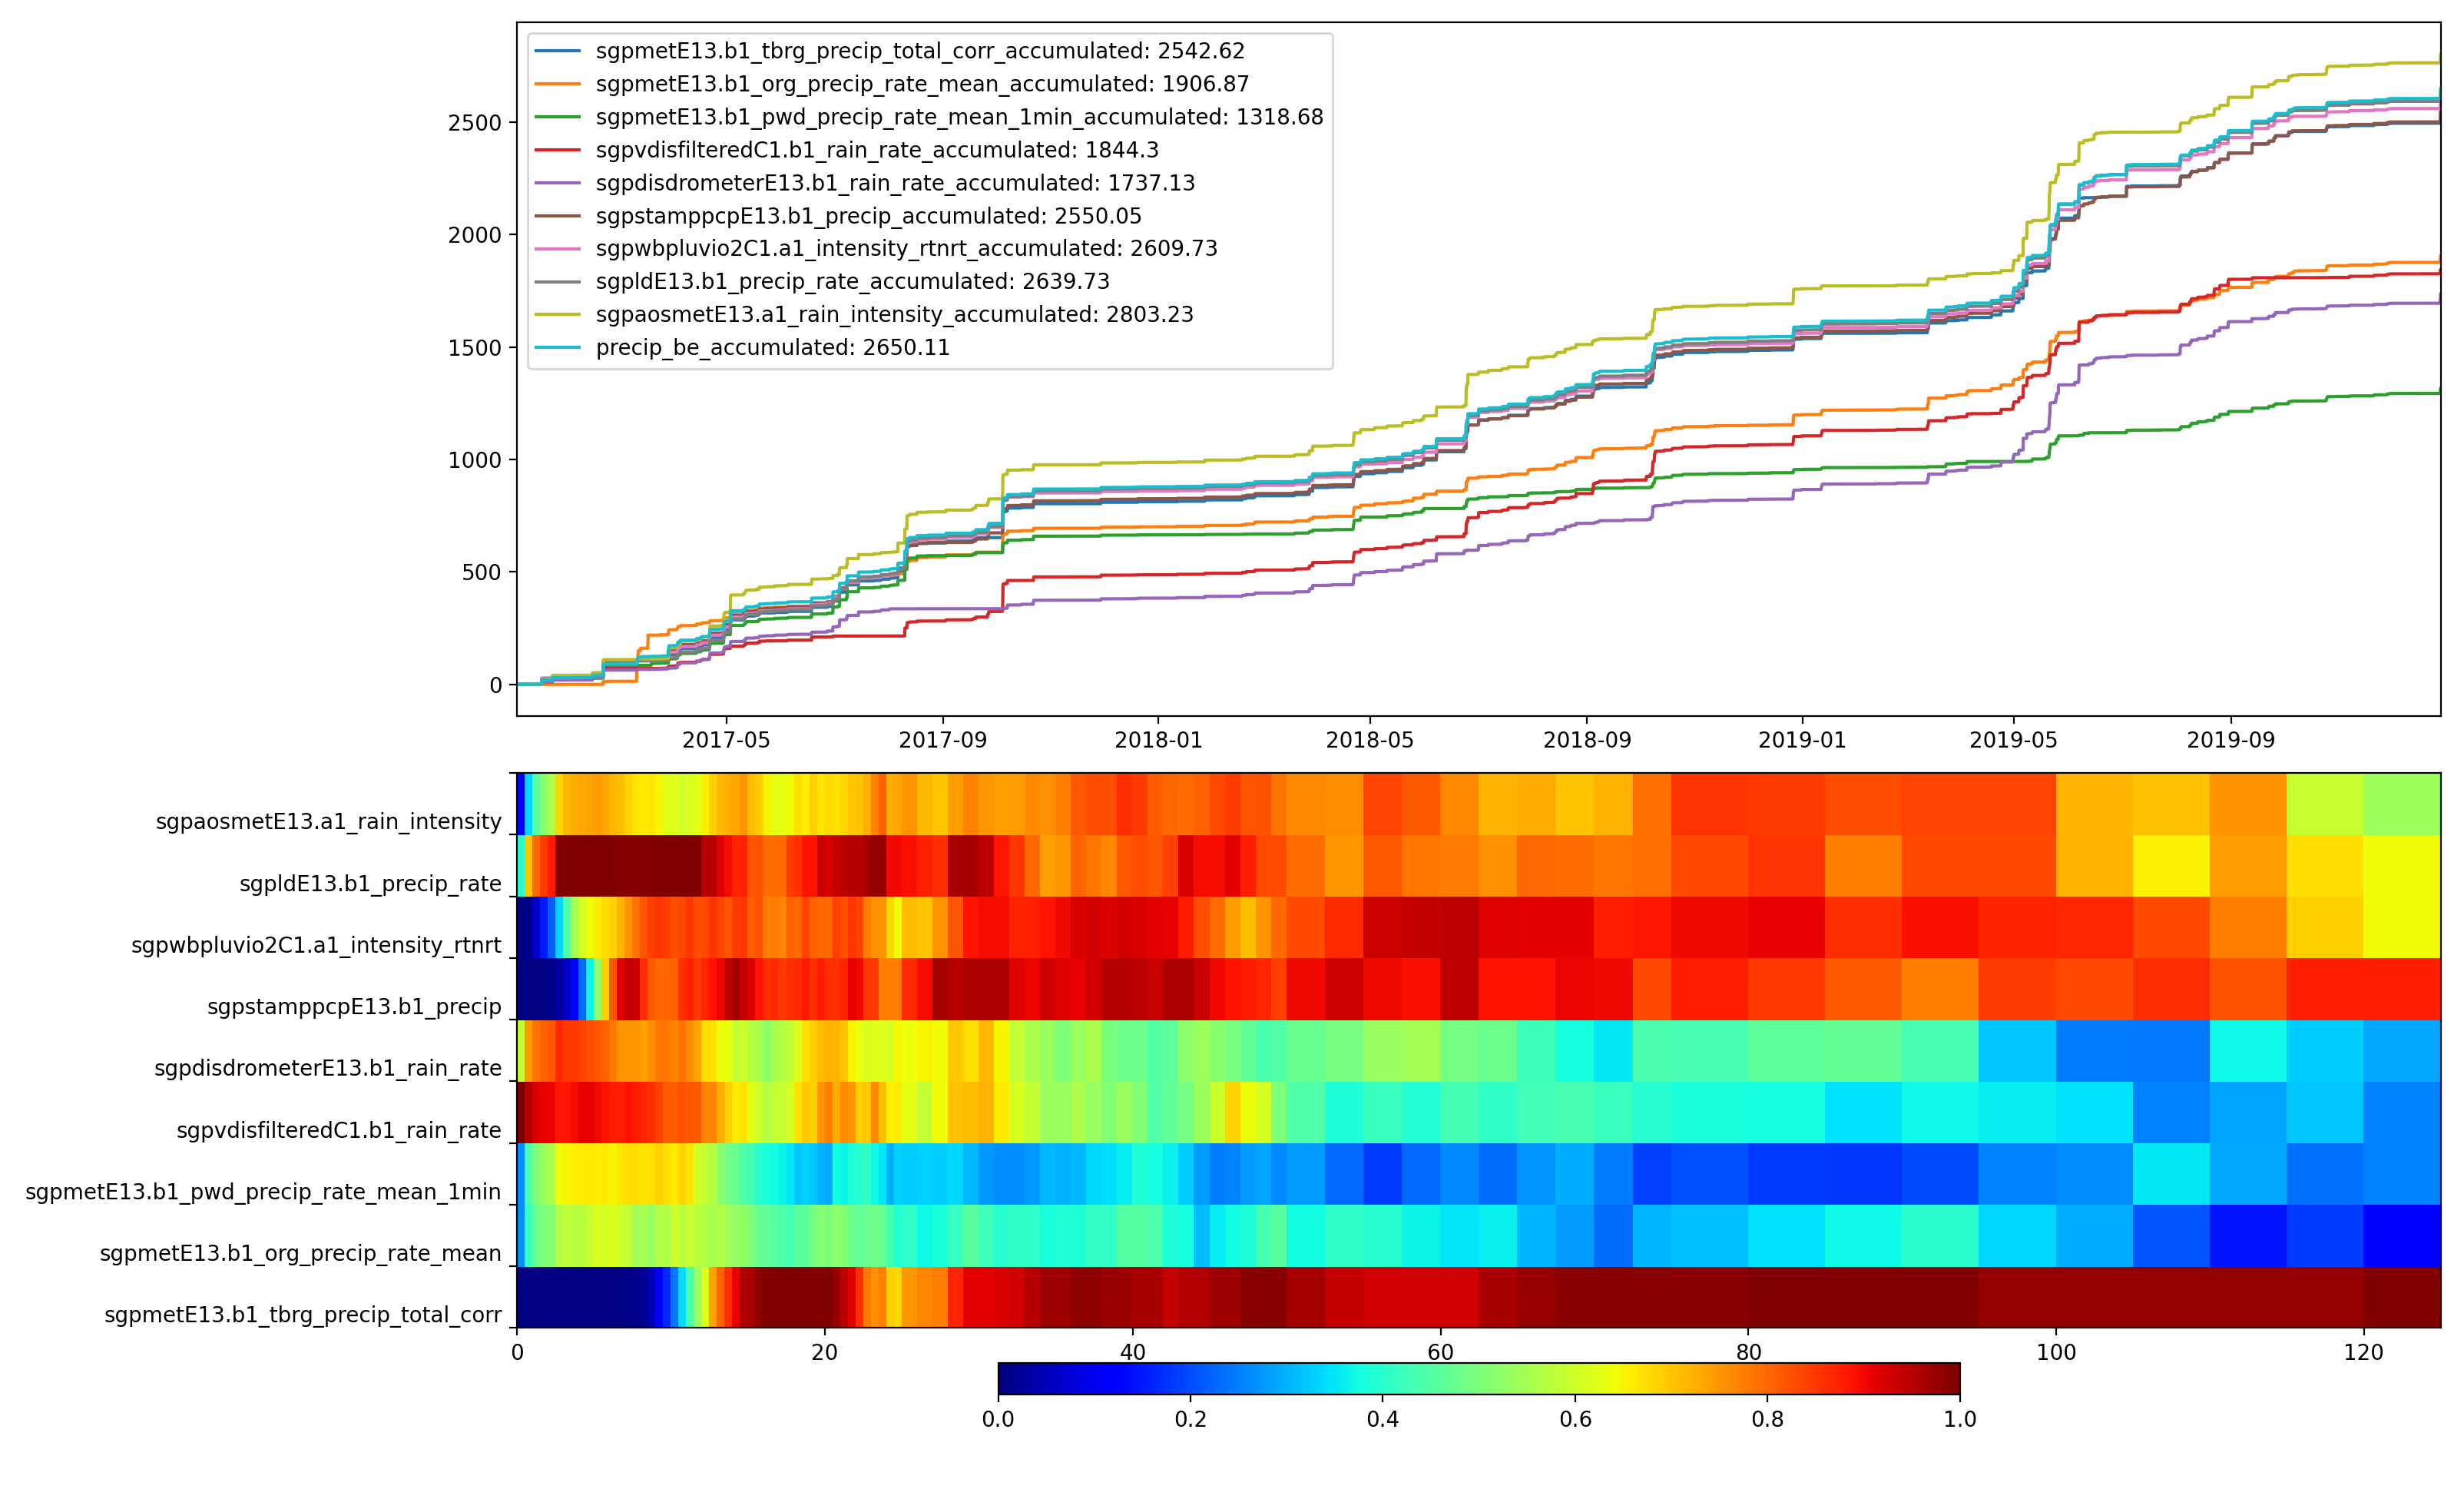 sgpmetE13.b1_tbrg_precip_total_corr_accumulated: 2542.62
sgpmetE13.b1_org_precip_rate_mean_accumulated: 1906.87
sgpmetE13.b1_pwd_precip_rate_mean_1min_accumulated: 1318.68
sgpvdisfilteredC1.b1_rain_rate_accumulated: 1844.3
sgpdisdrometerE13.b1_rain_rate_accumulated: 1737.13
sgpstamppcpE13.b1_precip_accumulated: 2550.05
sgpwbpluvio2C1.a1_intensity_rtnrt_accumulated: 2609.73
sgpldE13.b1_precip_rate_accumulated: 2639.73
sgpaosmetE13.a1_rain_intensity_accumulated: 2803.23
precip_be_accumulated: 2650.11
2500
2000
1500
1000
500
0
2017-05 2017-09 2018-01 2018-05 2018-09 2019-01 2019-05 2019-09
sgpaosmetE13.a1_rain_intensity
sgpldE13.b1_precip_rate
sgpwbpluvio2C1.a1_intensity_rtnrt
sgpstamppcpE13.b1_precip
sgpdisdrometerE13.b1_rain_rate
sgpvdisfilteredC1.b1_rain_rate
sgpmetE13.b1_pwd_precip_rate_mean_1min
sgpmetE13.b1_org_precip_rate_mean
sgpmetE13.b1_tbrg_precip_total_corr
0 20 40 60 80 100 120
0.0 0.2 0.4 0.6 0.8 1.0